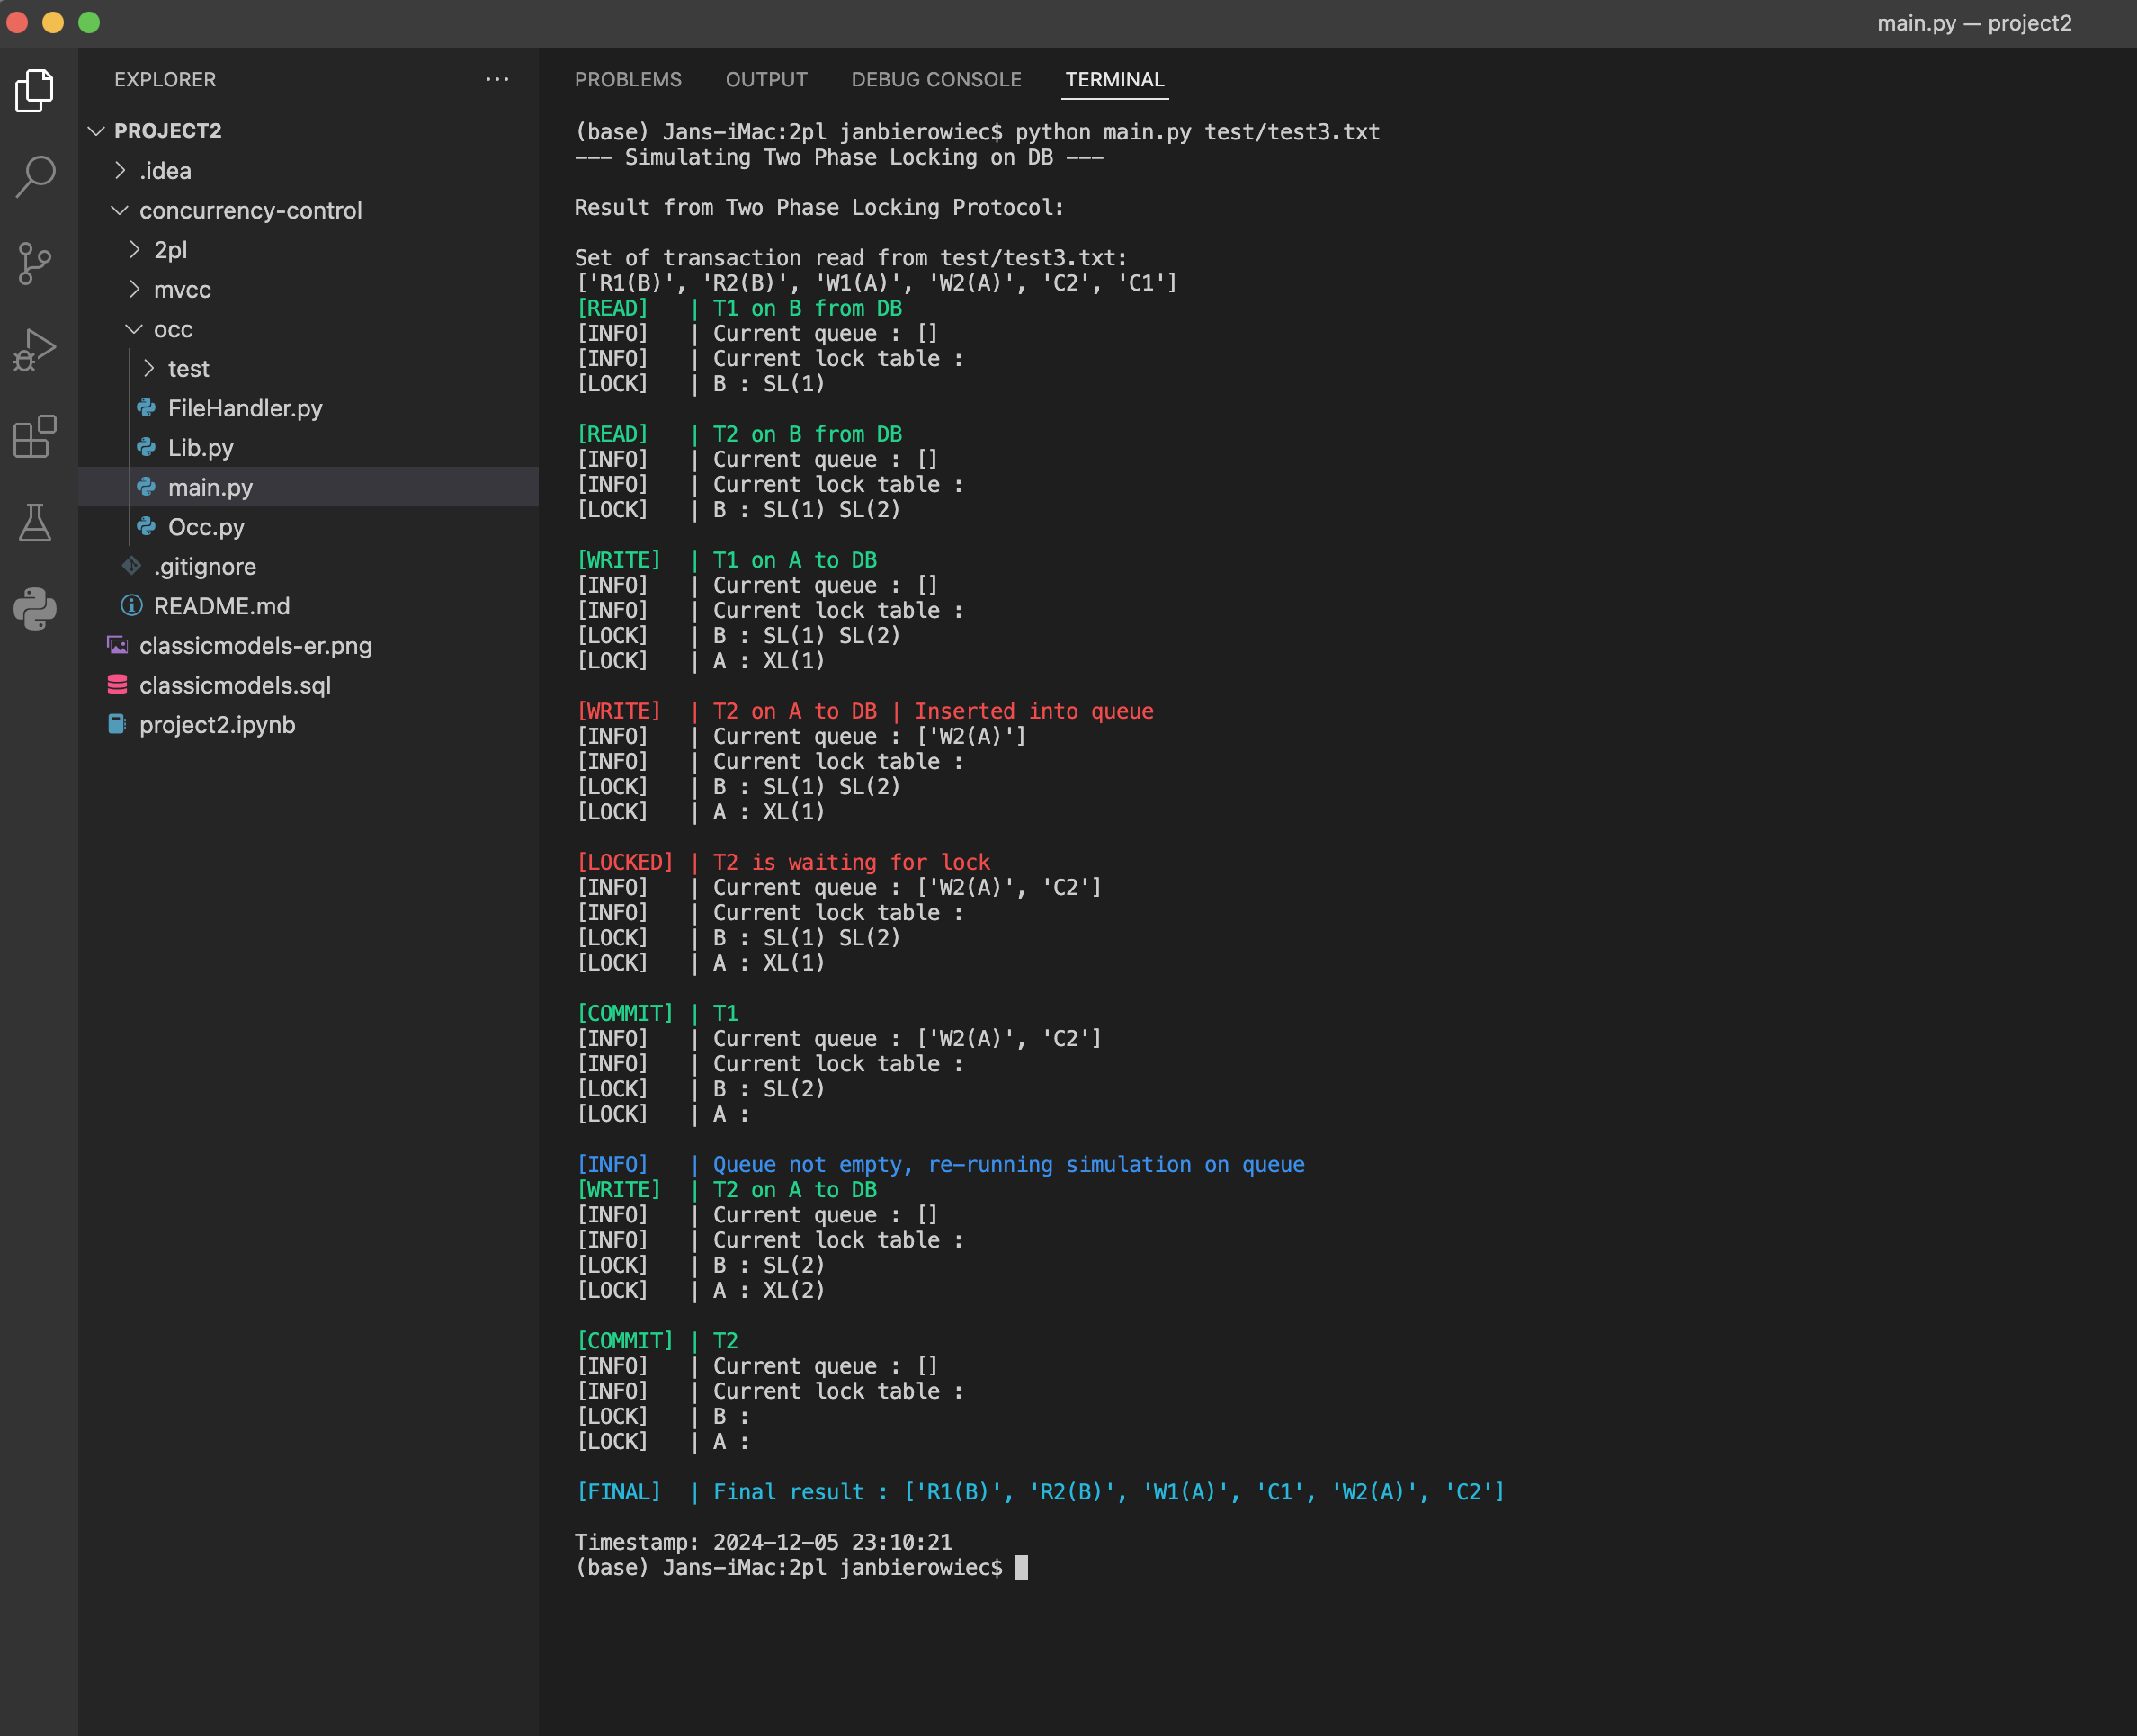 main.py — project2
EXPLORER
PROJECT2
.idea
concurrency-control
2pl
mvcc
occ
test
FileHandler.py
Lib.py
main.py
Occ.py
.gitignore
README.md
classicmodels-er.png
classicmodels.sql
project2.ipynb
PROBLEMS OUTPUT DEBUG CONSOLE TERMINAL
(base) Jans-iMac:2pl janbierowiec$ python main.py test/test3.txt
--- Simulating Two Phase Locking on DB ---
Result from Two Phase Locking Protocol:
Set of transaction read from test/test3.txt:
['R1(B)', 'R2(B)', 'W1(A)', 'W2(A)', 'C2', 'C1']
[READ]   | T1 on B from DB
[INFO]   | Current queue : []
[INFO]   | Current lock table :
[LOCK]   | B : SL(1)
[READ]   | T2 on B from DB
[INFO]   | Current queue : []
[INFO]   | Current lock table :
[LOCK]   | B : SL(1) SL(2)
[WRITE]  | T1 on A to DB
[INFO]   | Current queue : []
[INFO]   | Current lock table :
[LOCK]   | B : SL(1) SL(2)
[LOCK]   | A : XL(1)
[WRITE]  | T2 on A to DB | Inserted into queue
[INFO]   | Current queue : ['W2(A)']
[INFO]   | Current lock table :
[LOCK]   | B : SL(1) SL(2)
[LOCK]   | A : XL(1)
[LOCKED] | T2 is waiting for lock
[INFO]   | Current queue : ['W2(A)', 'C2']
[INFO]   | Current lock table :
[LOCK]   | B : SL(1) SL(2)
[LOCK]   | A : XL(1)
[COMMIT] | T1
[INFO]   | Current queue : ['W2(A)', 'C2']
[INFO]   | Current lock table :
[LOCK]   | B : SL(2)
[LOCK]   | A :
[INFO]   | Queue not empty, re-running simulation on queue
[WRITE]  | T2 on A to DB
[INFO]   | Current queue : []
[INFO]   | Current lock table :
[LOCK]   | B : SL(2)
[LOCK]   | A : XL(2)
[COMMIT] | T2
[INFO]   | Current queue : []
[INFO]   | Current lock table :
[LOCK]   | B :
[LOCK]   | A :
[FINAL]  | Final result : ['R1(B)', 'R2(B)', 'W1(A)', 'C1', 'W2(A)', 'C2']
Timestamp: 2024-12-05 23:10:21
(base) Jans-iMac:2pl janbierowiec$